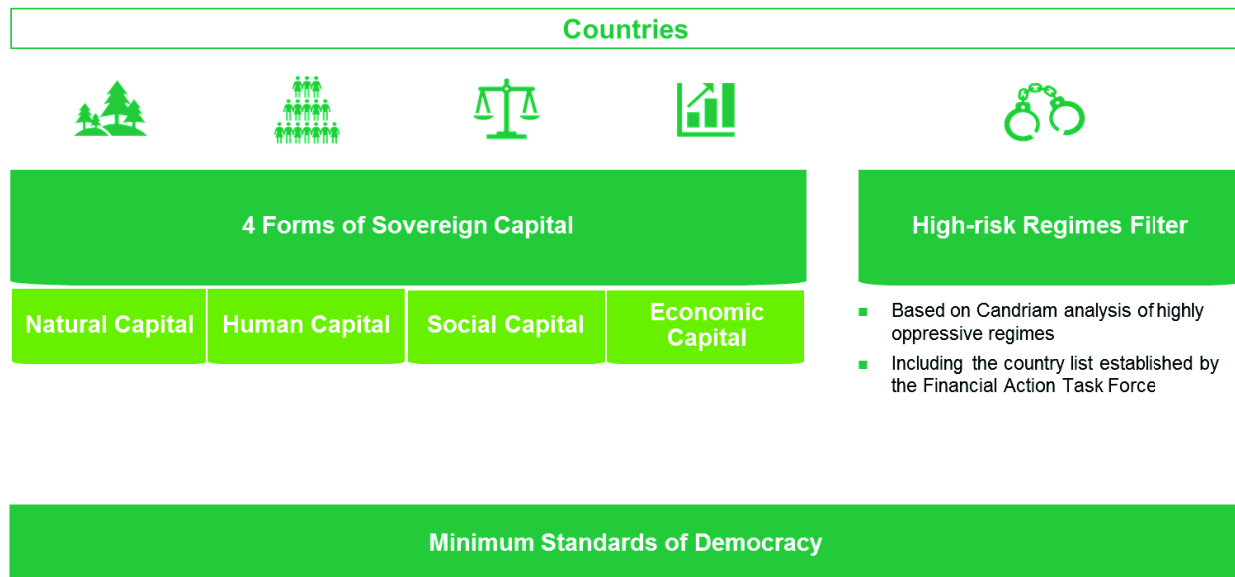 Countries
4 Forms of Sovereign Capital
High-risk Regimes Filter
Natural Capital
Human Capital
Social Capital
Economic
Capital
Based on Candriam analysis of highly
oppressive regimes
Including the country list established by
the Financial Action Task Force
Minimum Standards of Democracy